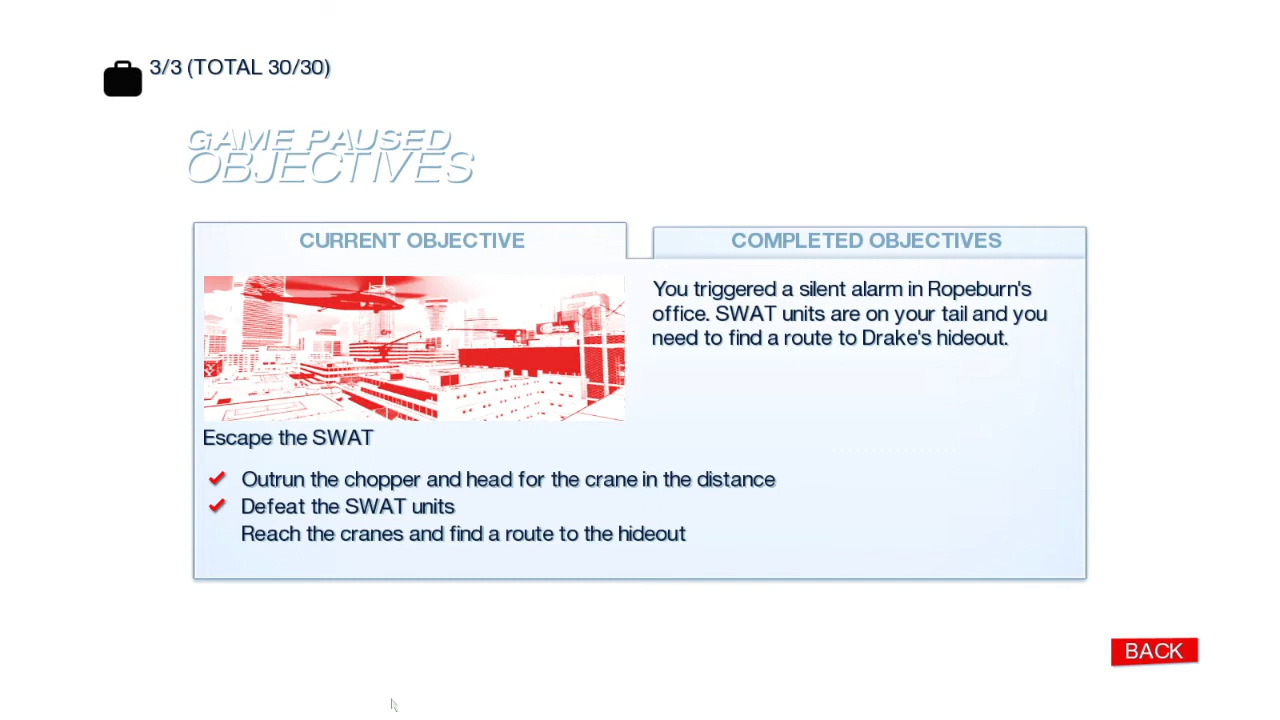 3/3 (TOTAL 30/30)
GAME PAUSED
OBJECTIVES
CURRENT OBJECTIVE
COMPLETED OBJECTIVES
You triggered a silent alarm in Ropeburn's
office. SWAT units are on your tail and you
need to find a route to Drake's hideout.
Escape the SWAT
Outrun the chopper and head for the crane in the distance
Defeat the SWAT units
Reach the cranes and find a route to the hideout
BACK